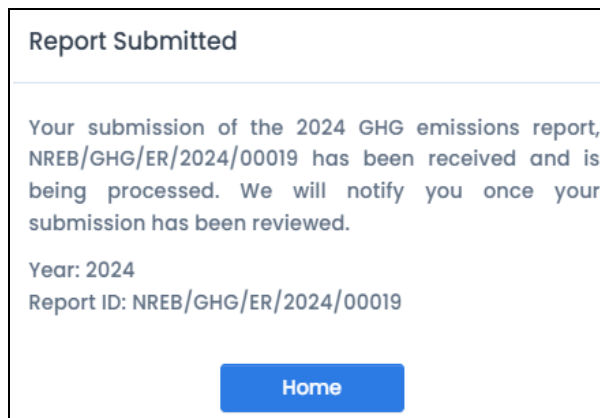 Report Submitted
Your submission of the 2024 GHG emissions report,
NREB/GHG/ER/2024/00019 has been received and is
being processed. We will notify you once your
submission has been reviewed.
Year: 2024
Report ID: NREB/GHG/ER/2024/00019
Home